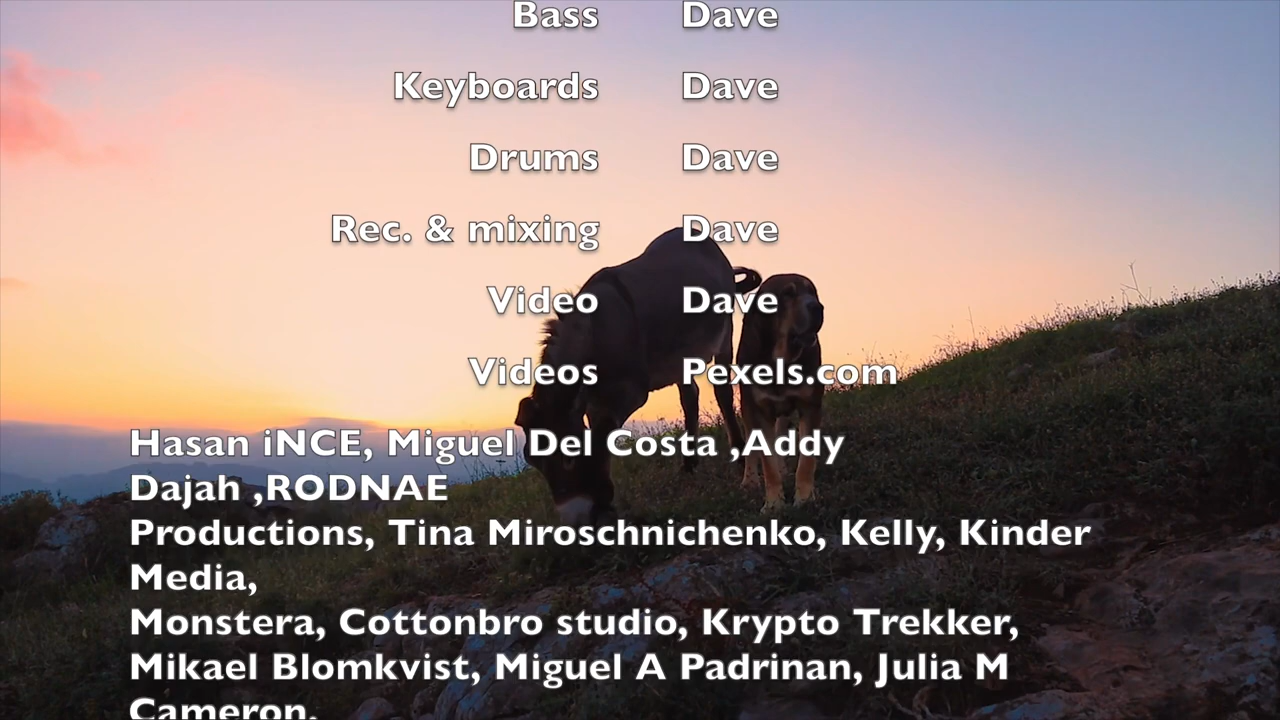 Bass Dave
Keyboards Dave
Drums Dave
Rec. & mixing Dave
Video Dave
Videos Pexels.com
Hasan iNCE, Miguel Del Costa ,Addy
Dajah ,RODNAE
Productions, Tina Miroschnichenko, Kelly, Kinder
Media,
Monstera, Cottonbro studio, Krypto Trekker,
Mikael Blomkvist, Miguel A Padrinan, Julia M
Cameron,